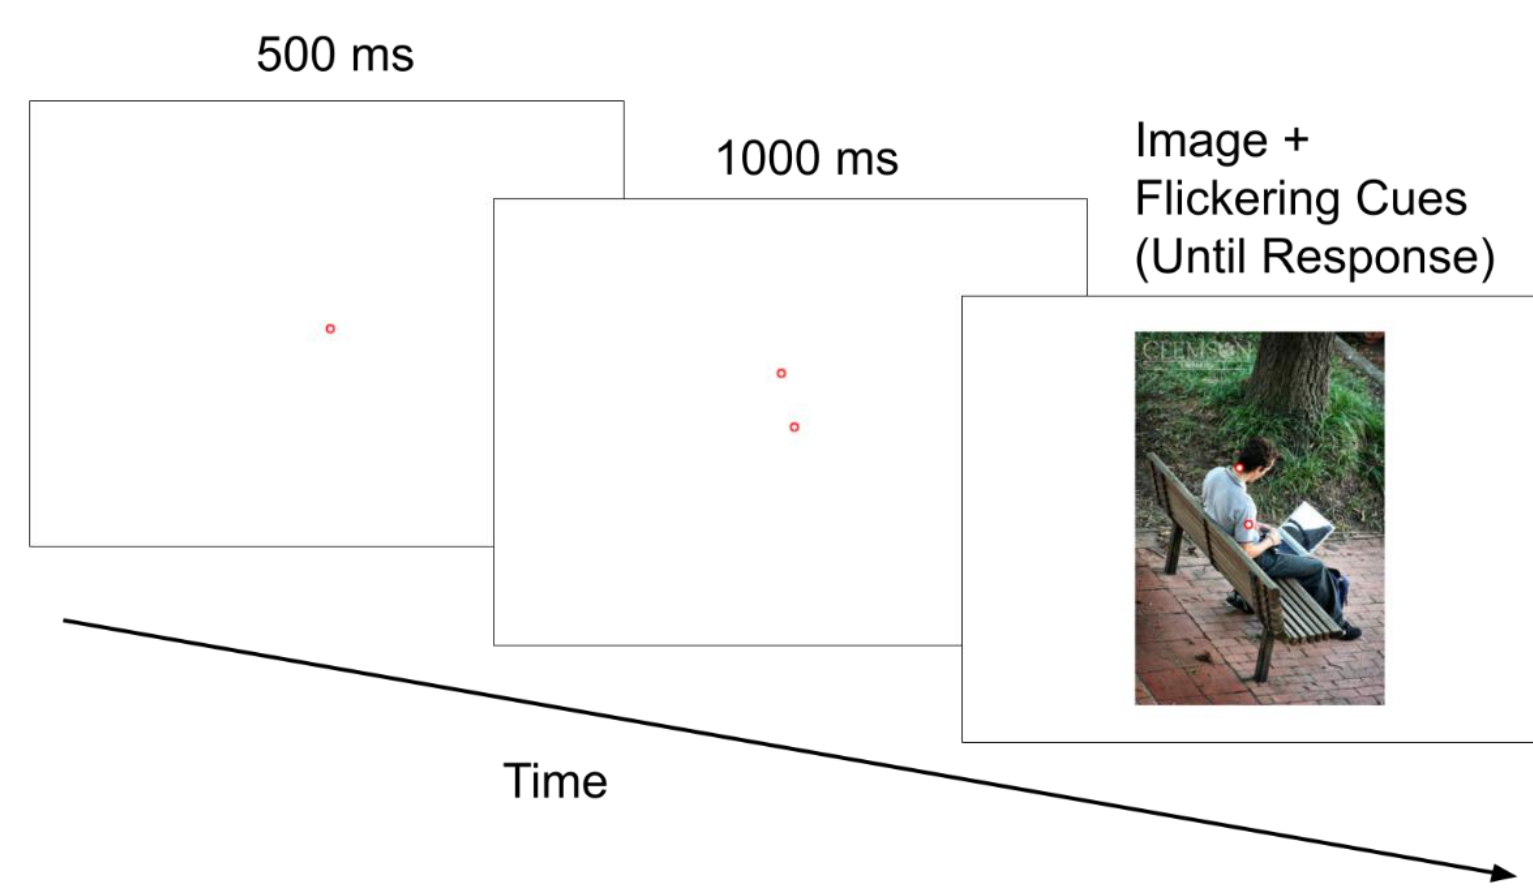 500 ms
1000 ms
Image +
Flickering Cues
(Until Response)
CLEMSON
Time